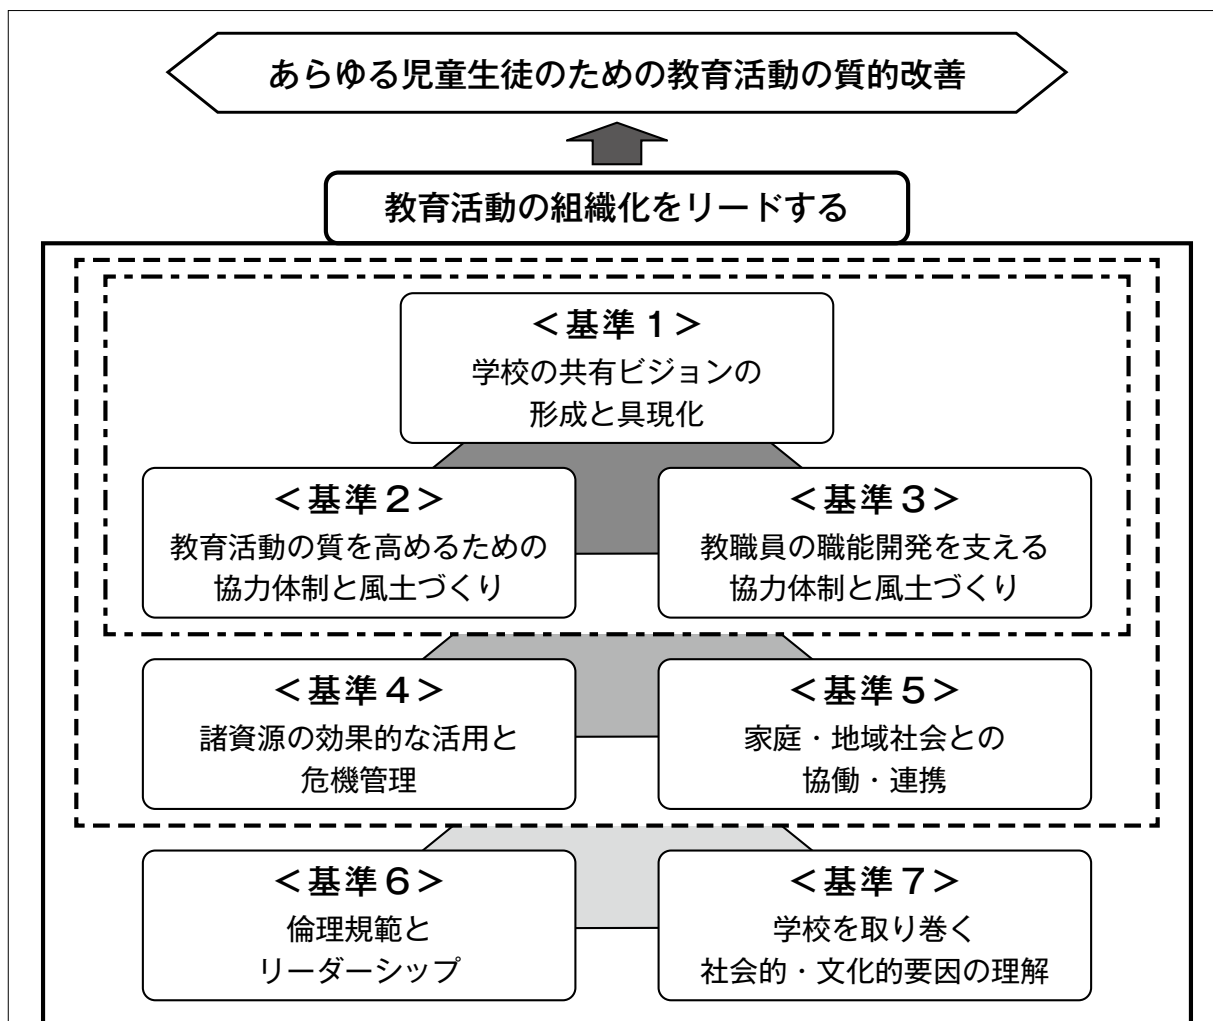 あらゆる児童生徒のための教育活動の質的改善
教育活動の組織化をリードする
＜基準１＞
学校の共有ビジョンの
形成と具現化
＜基準２＞
教育活動の質を高めるための
協力体制と風土づくり
＜基準３＞
教職員の職能開発を支える
協力体制と風土づくり
＜基準４＞
諸資源の効果的な活用と
危機管理
＜基準５＞
家庭・地域社会との
協働・連携
＜基準６＞
倫理規範と
リーダーシップ
＜基準７＞
学校を取り巻く
社会的・文化的要因の理解